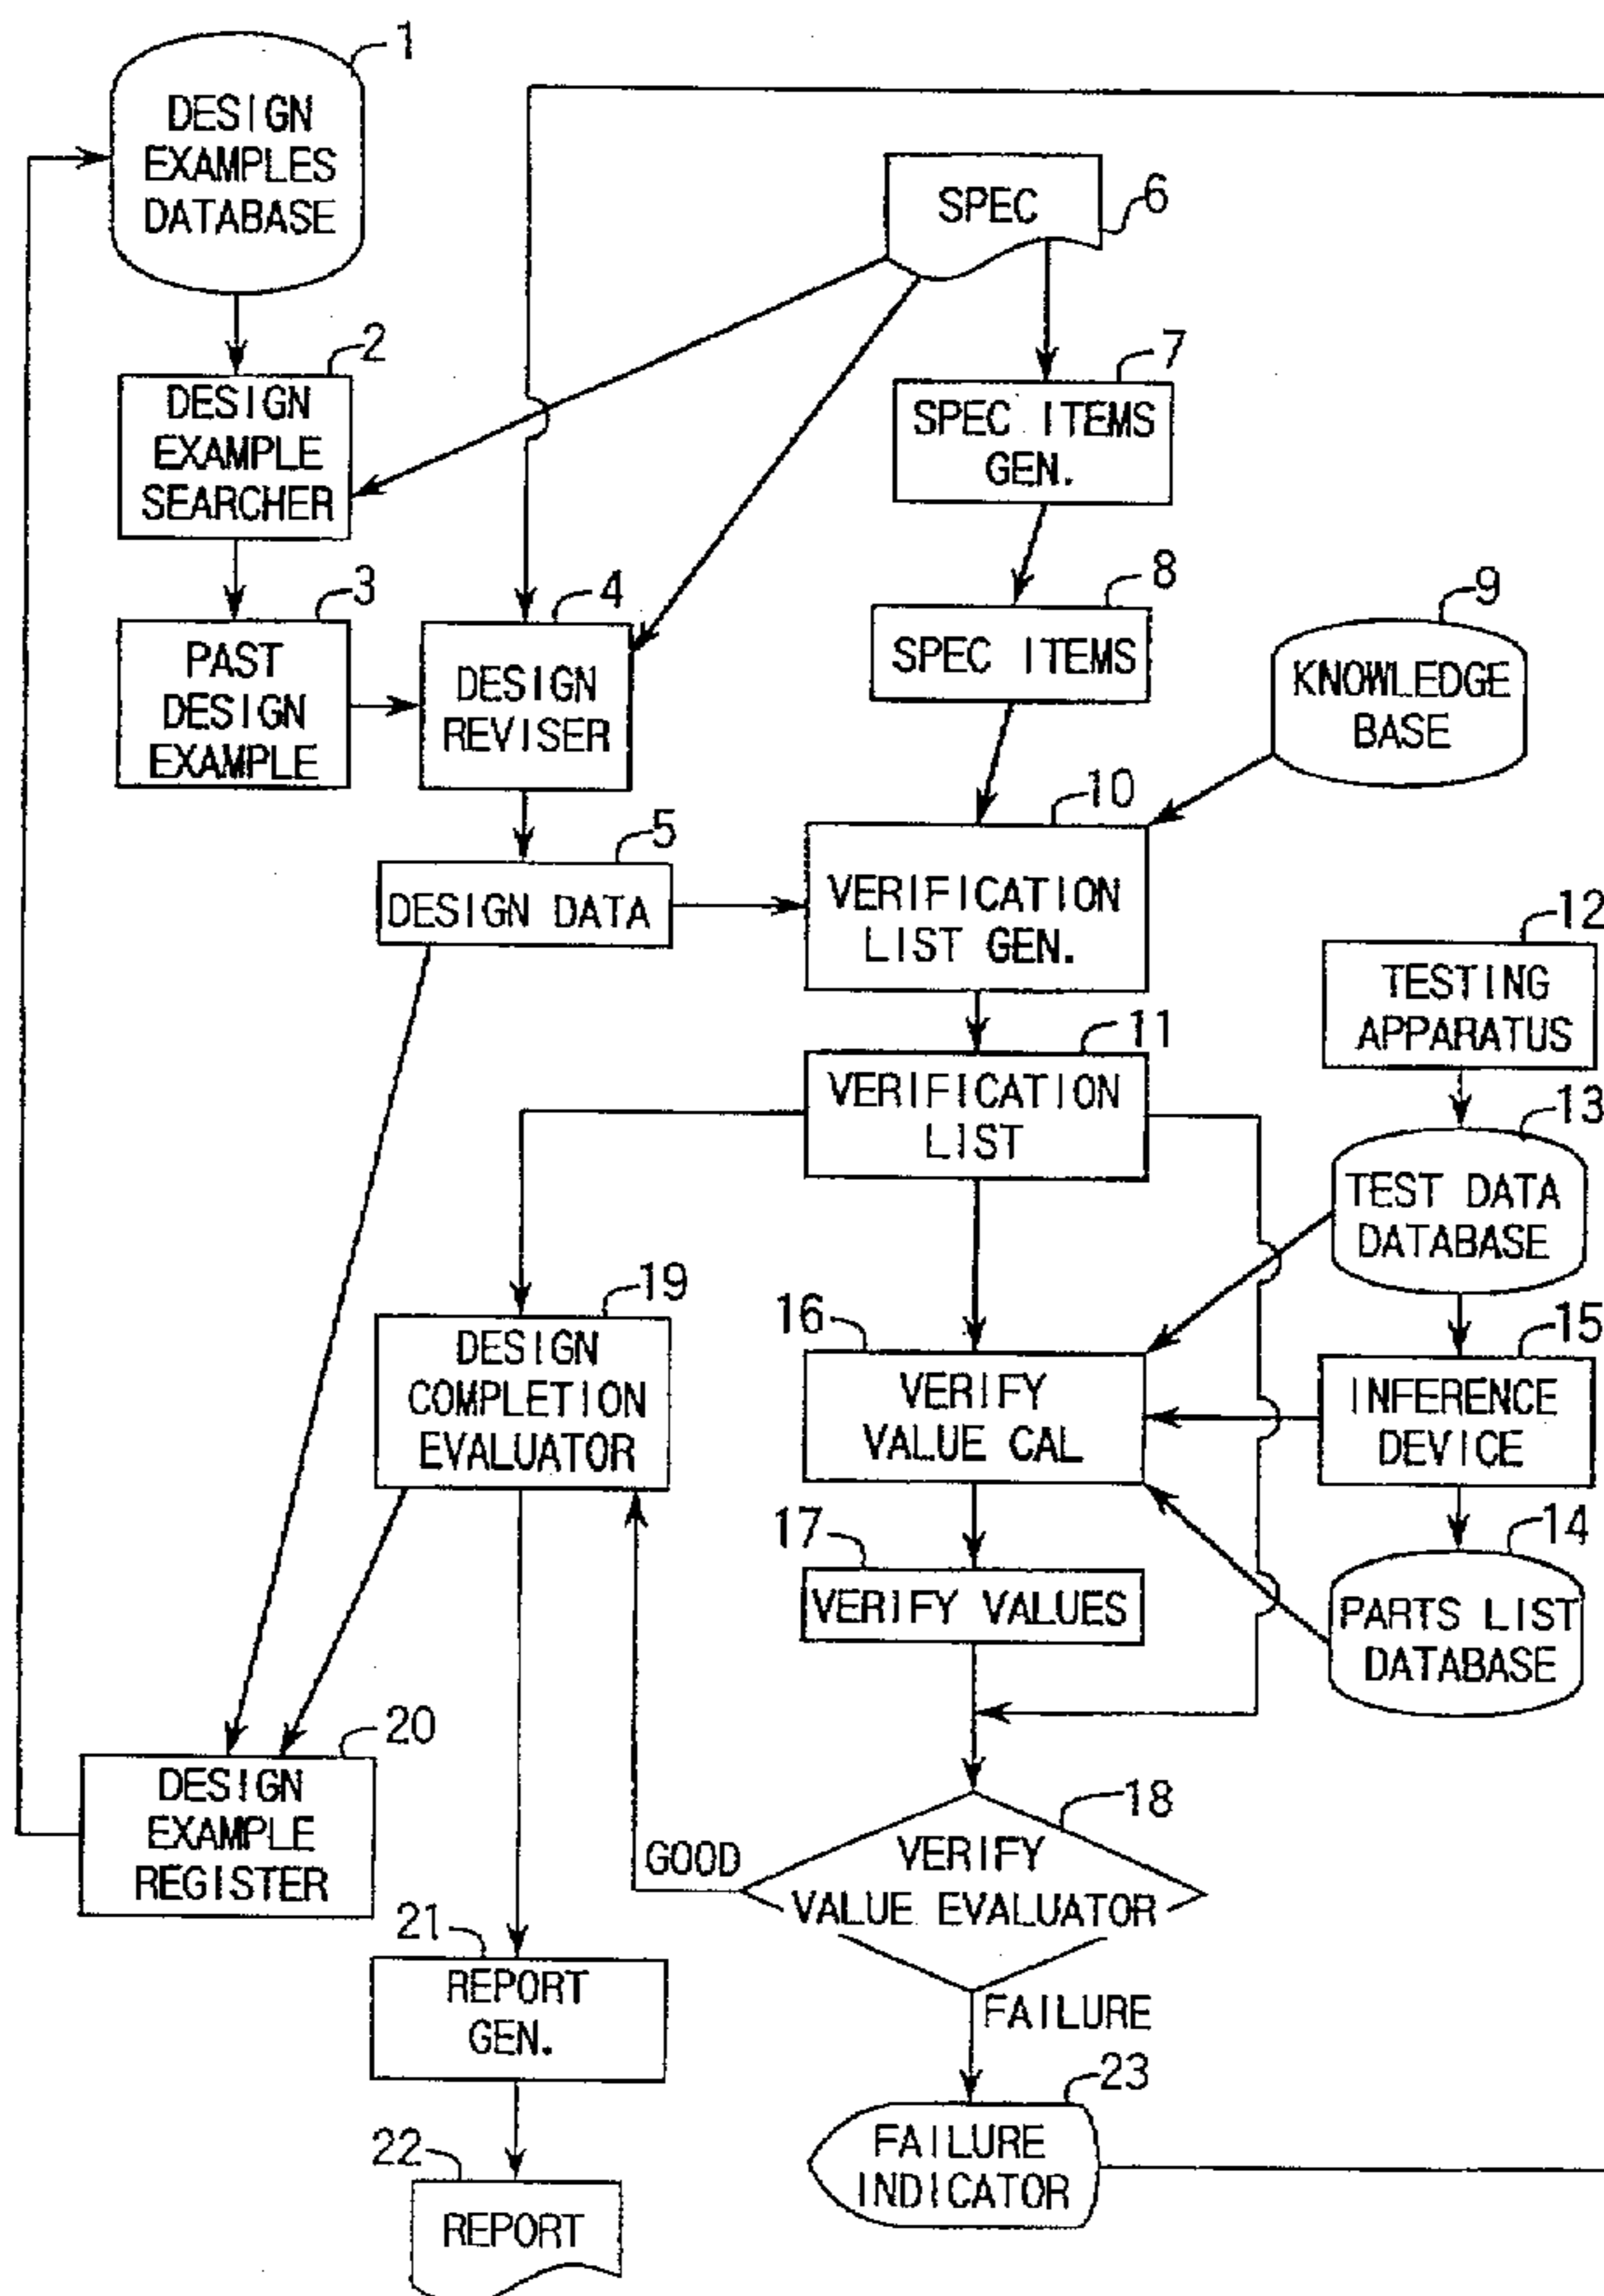 1
DESIGN
EXAMPLES
DATABASE
SPEC
6
2
DESIGN
EXAMPLE
SEARCHER
7
SPEC ITEMS
GEN.
3
PAST
DESIGN
EXAMPLE
4
DESIGN
REVISER
8
SPEC ITEMS
9
KNOWLEDGE
BASE
5
DESIGN DATA
10
VERIFICATION
LIST GEN.
12
TESTING
APPARATUS
11
VERIFICATION
LIST
13
TEST DATA
DATABASE
19
DESIGN
COMPLETION
EVALUATOR
16
VERIFY
VALUE CAL
15
INFERENCE
DEVICE
17
VERIFY VALUES
14
PARTS LIST
DATABASE
20
DESIGN
EXAMPLE
REGISTER
18
VERIFY
VALUE EVALUATOR
GOOD
FAILURE
21
REPORT
GEN.
23
FAILURE
INDICATOR
22
REPORT